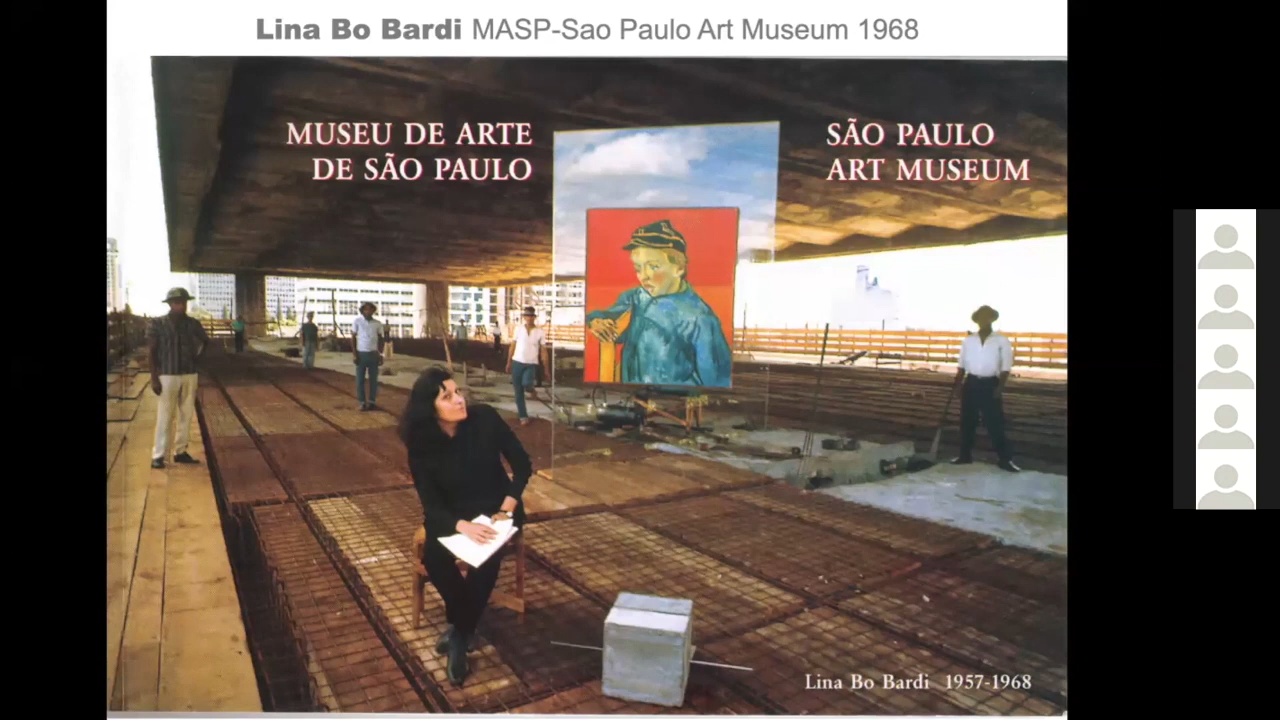 Lina Bo Bardi MASP-Sao Paulo Art Museum 1968
MUSEU DE ARTE
DE SÃO PAULO
SÃO PAULO
ART MUSEUM
Lina Bo Bardi 1957-1968